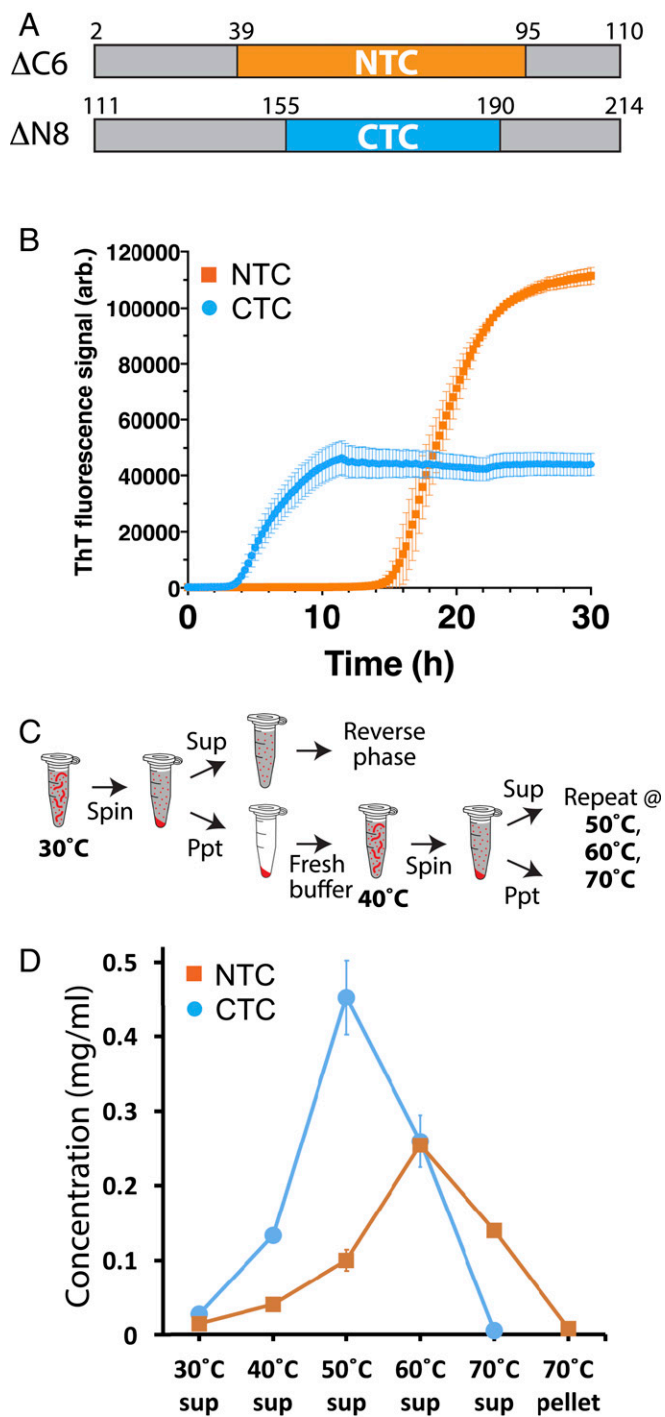 A
2 39 95 110
ΔC6 NTC
111 155 190 214
ΔN8 CTC
B
120000
100000
80000
60000
40000
20000
0
ThT fluorescence signal (arb.)
NTC
CTC
0 10 20 30
Time (h)
C
30˚C
Spin
Sup
Ppt
Reverse
phase
Fresh
buffer
40˚C
Spin
Sup
Ppt
Repeat @
50˚C,
60˚C,
70˚C
D
0.5
0.4
0.3
0.2
0.1
0
Concentration (mg/ml)
NTC
CTC
30˚C 40˚C 50˚C 60˚C 70˚C 70˚C
sup sup sup sup sup pellet